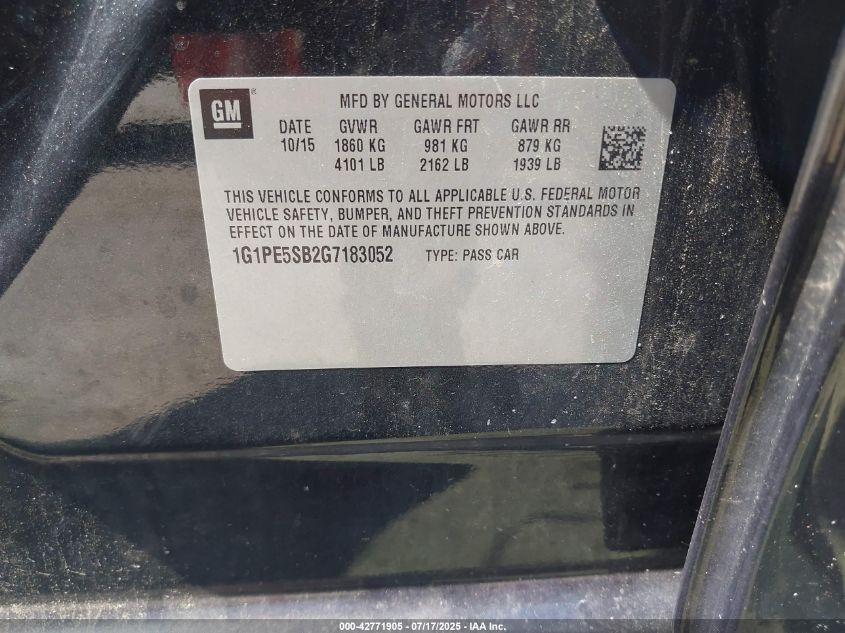 GM
®
MFD BY GENERAL MOTORS LLC
DATE GVWR GAWR FRT GAWR RR
10/15 1860 KG 981 KG 879 KG
4101 LB 2162 LB 1939 LB
THIS VEHICLE CONFORMS TO ALL APPLICABLE U.S. FEDERAL MOTOR
VEHICLE SAFETY, BUMPER, AND THEFT PREVENTION STANDARDS IN
EFFECT ON THE DATE OF MANUFACTURE SHOWN ABOVE.
1G1PE5SB2G7183052 TYPE: PASS CAR
000-42771905 - 07/17/2025 - IAA Inc.